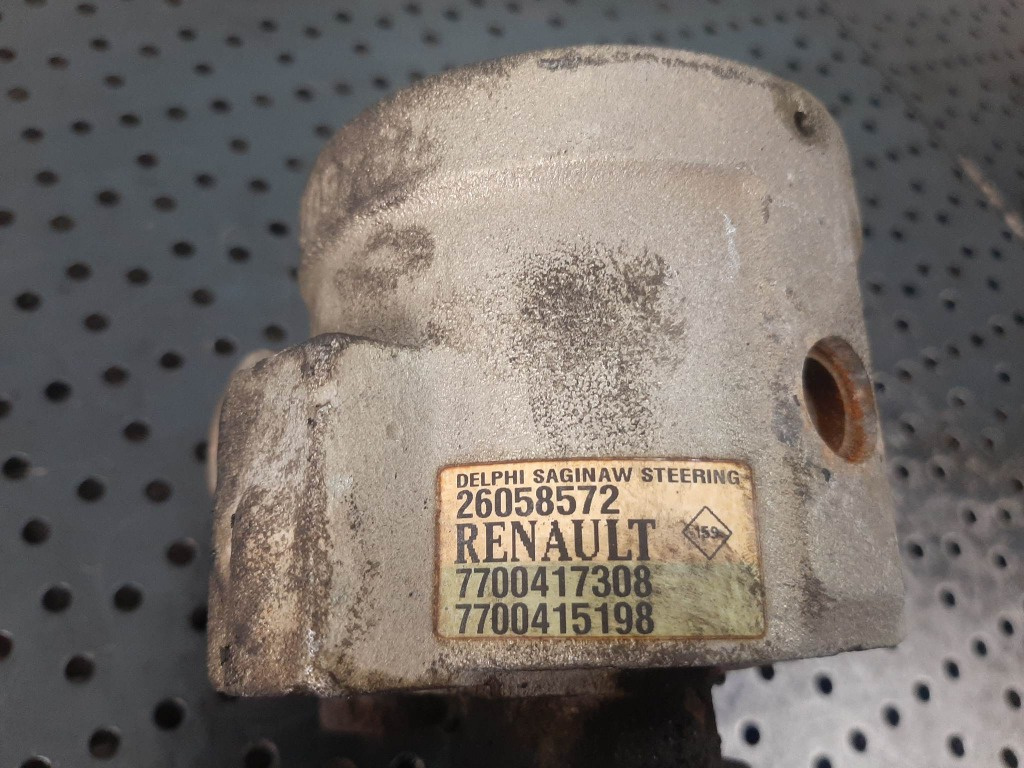 DELPHI SAGINAW STEERING
26058572
RENAULT
159
7700417308
7700415198